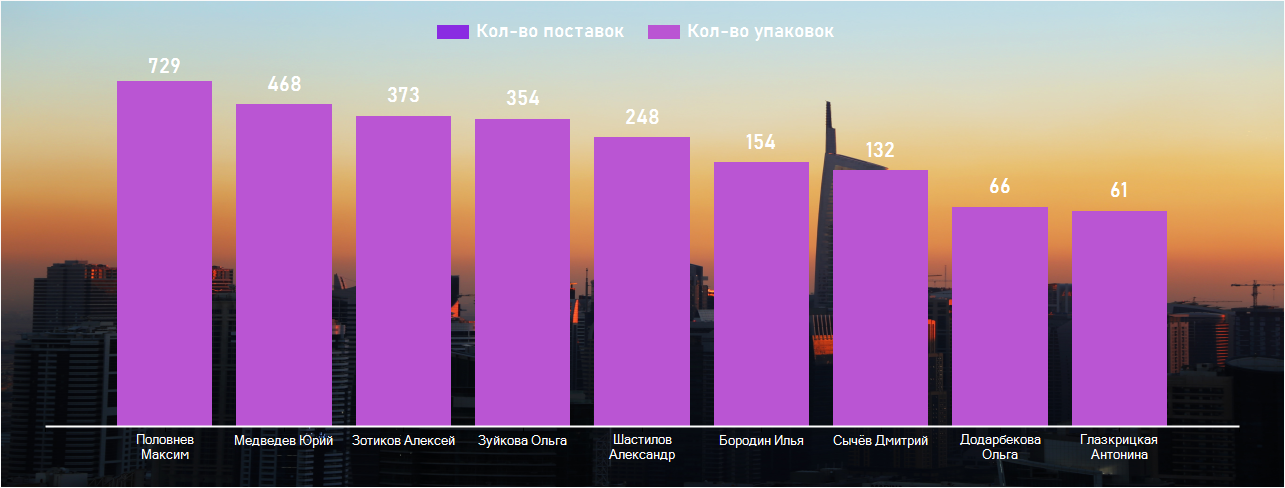 Кол-во поставок Кол-во упаковок
729
468
373
354
248
154
132
66
61
Половнев
Максим
Медведев Юрий
Зотиков Алексей
Зуйкова Ольга
Шастилов
Александр
Бородин Илья
Сычёв Дмитрий
Додарбекова
Ольга
Глазкрицкая
Антонина